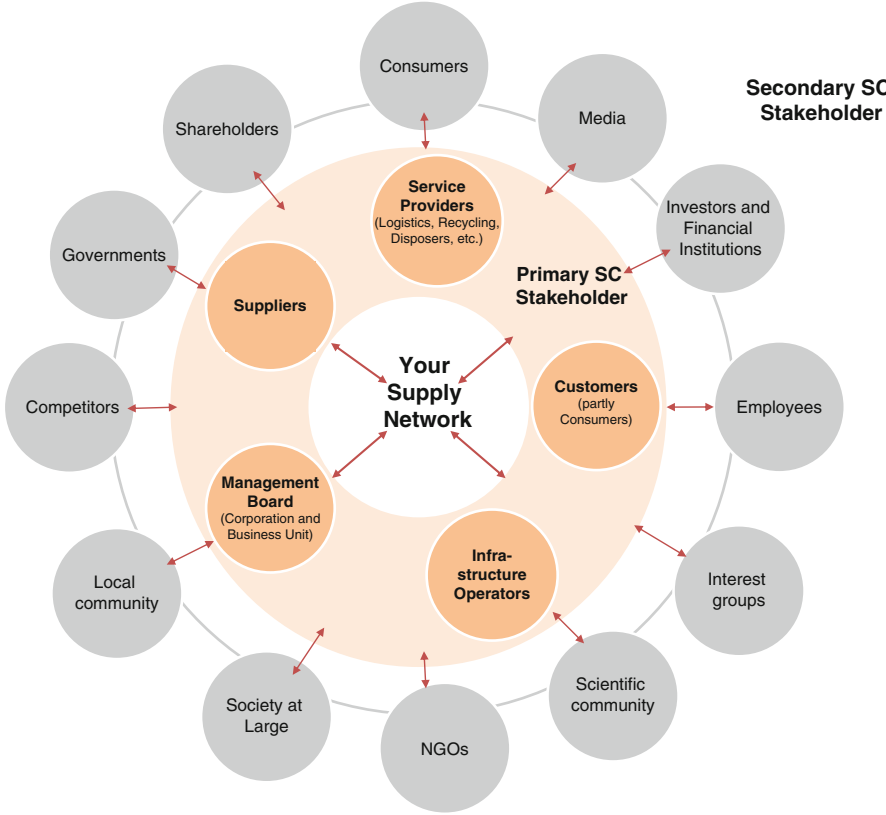 Consumers
Secondary SC
Stakeholder
Shareholders
Media
Service
Providers
(Logistics, Recycling,
Disposers, etc.)
Investors and
Financial
Institutions
Governments
Primary SC
Stakeholder
Suppliers
Your
Supply
Network
Customers
(partly
Consumers)
Competitors
Employees
Management
Board
(Corporation and
Business Unit)
Infra-
structure
Operators
Local
community
Interest
groups
Scientific
community
Society at
Large
NGOs